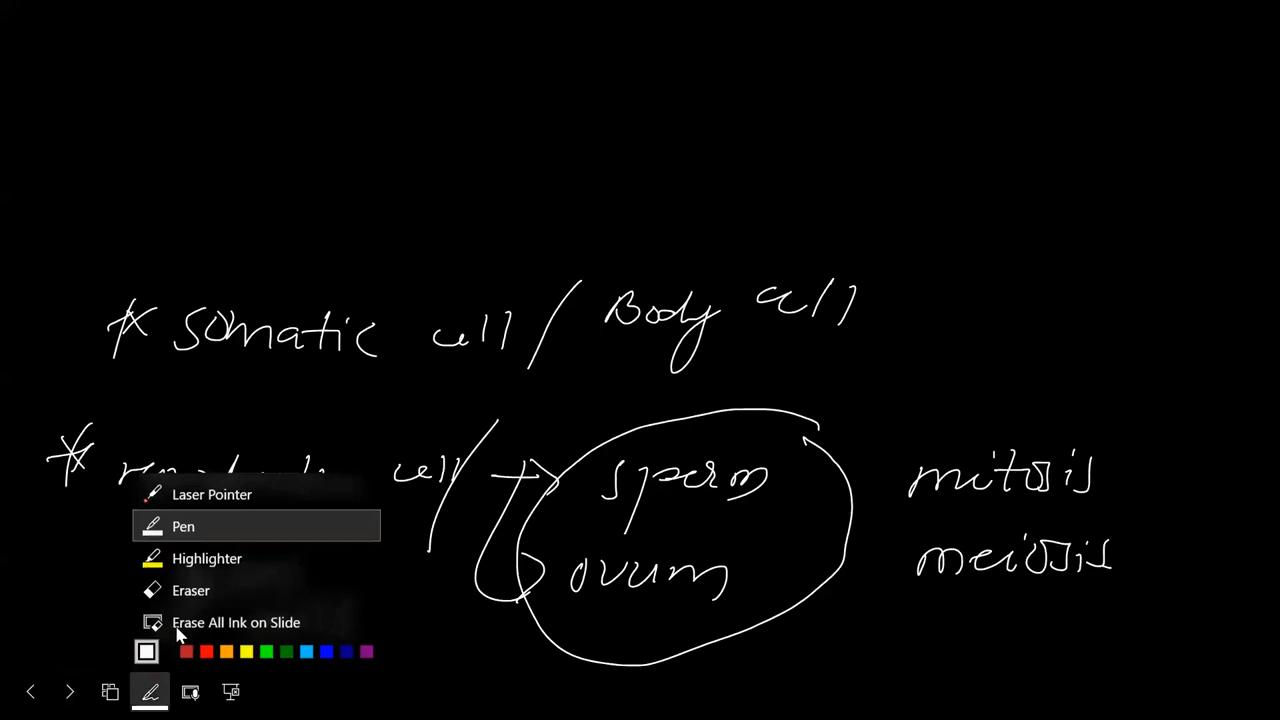 * Somatic cell / Body cell
* cell / → sperm mitosis
ovum meiosis
Laser Pointer
Pen
Highlighter
Eraser
Erase All Ink on Slide